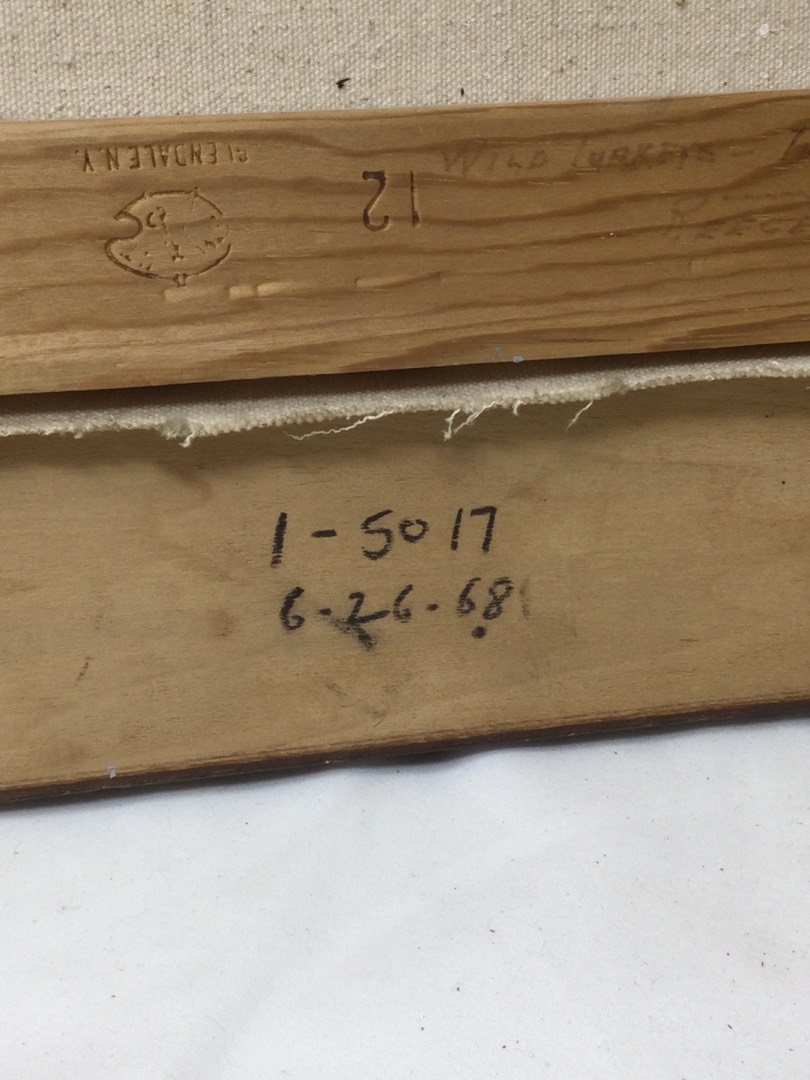 GLENDALE N.Y.
12
WILD TURKEYS -
1-5017
6-26-68